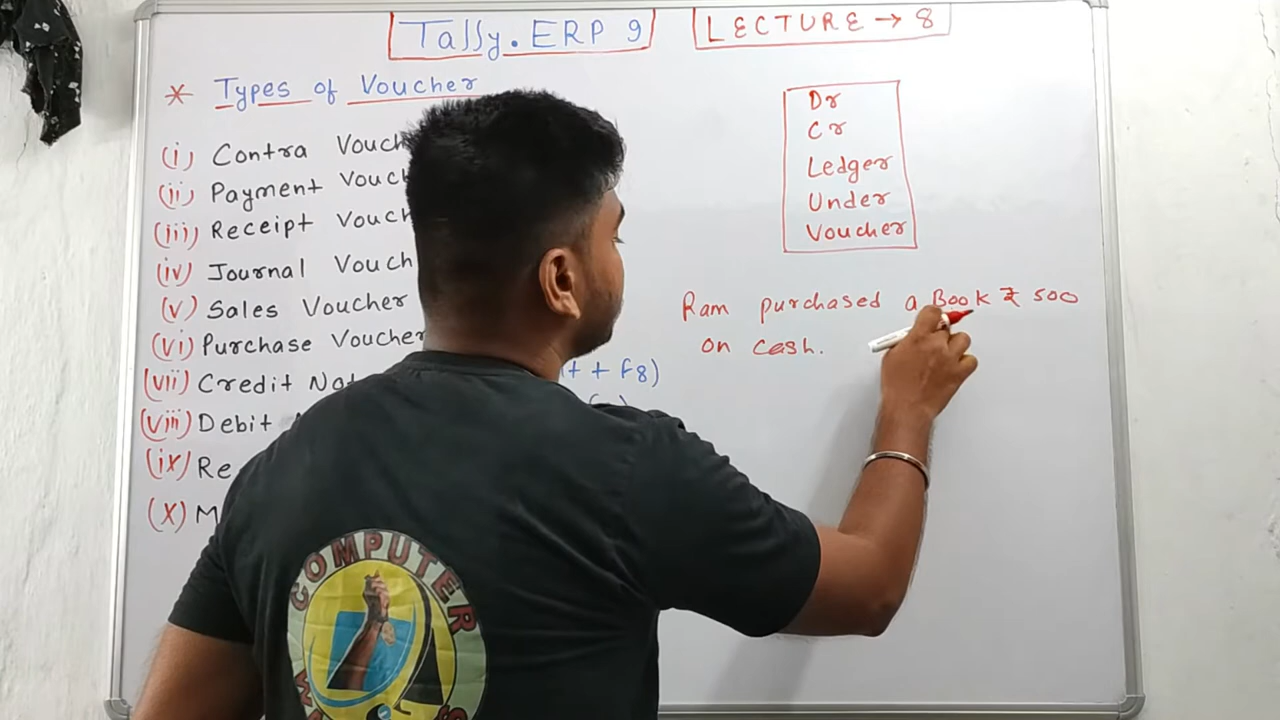 Tally.ERP 9
LECTURE → 8
* Types of Voucher
(i) Contra Vouch
(ii) Payment Vouch
(iii) Receipt Vouch
(iv) Journal Vouch
(v) Sales Voucher
(vi) Purchase Voucher
(vii) Credit Not
+ F8)
(viii) Debit
(ix) Re
(x) M
Dr
Cr
Ledger
Under
Voucher
Ram purchased a Book ₹ 500
on cash.
COMPUTER